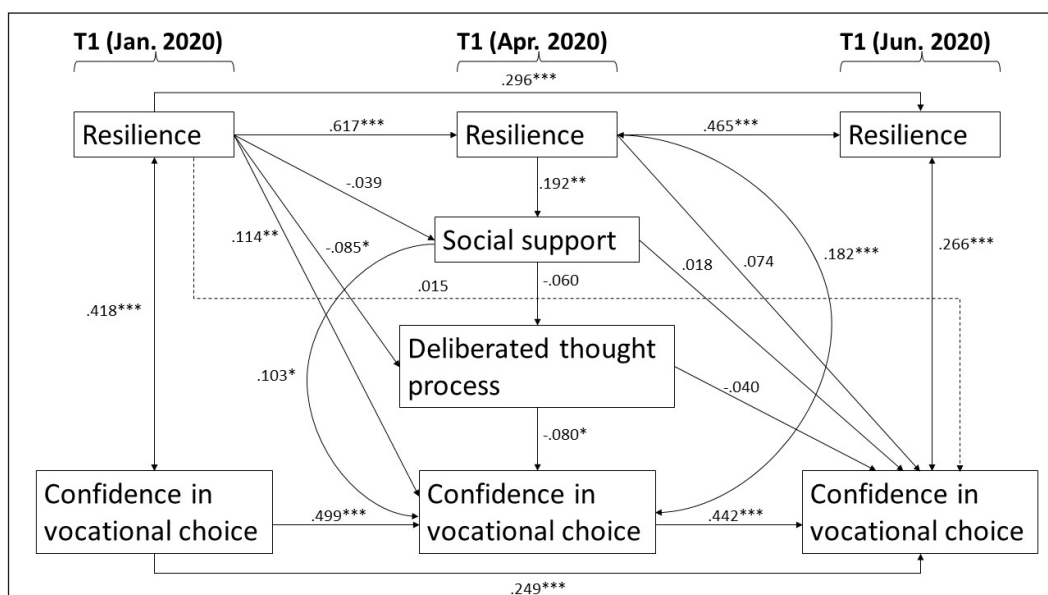 T1 (Jan. 2020) T1 (Apr. 2020) T1 (Jun. 2020)
.296***
Resilience .617*** Resilience .465*** Resilience
-.039 .192**
.114** -.085* Social support .018 .074 .182*** .266***
.418*** .015 -.060
Deliberated thought
process
.103* -.040
-.080*
Confidence in Confidence in Confidence in
vocational choice .499*** vocational choice .442*** vocational choice
.249***